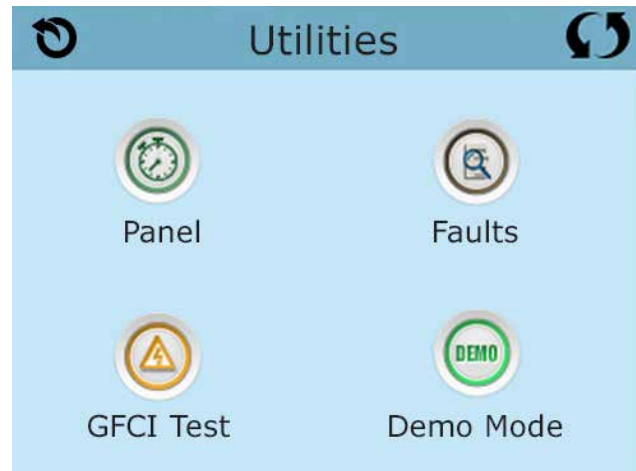 Utilities
Panel
Faults
DEMO
GFCI Test
Demo Mode